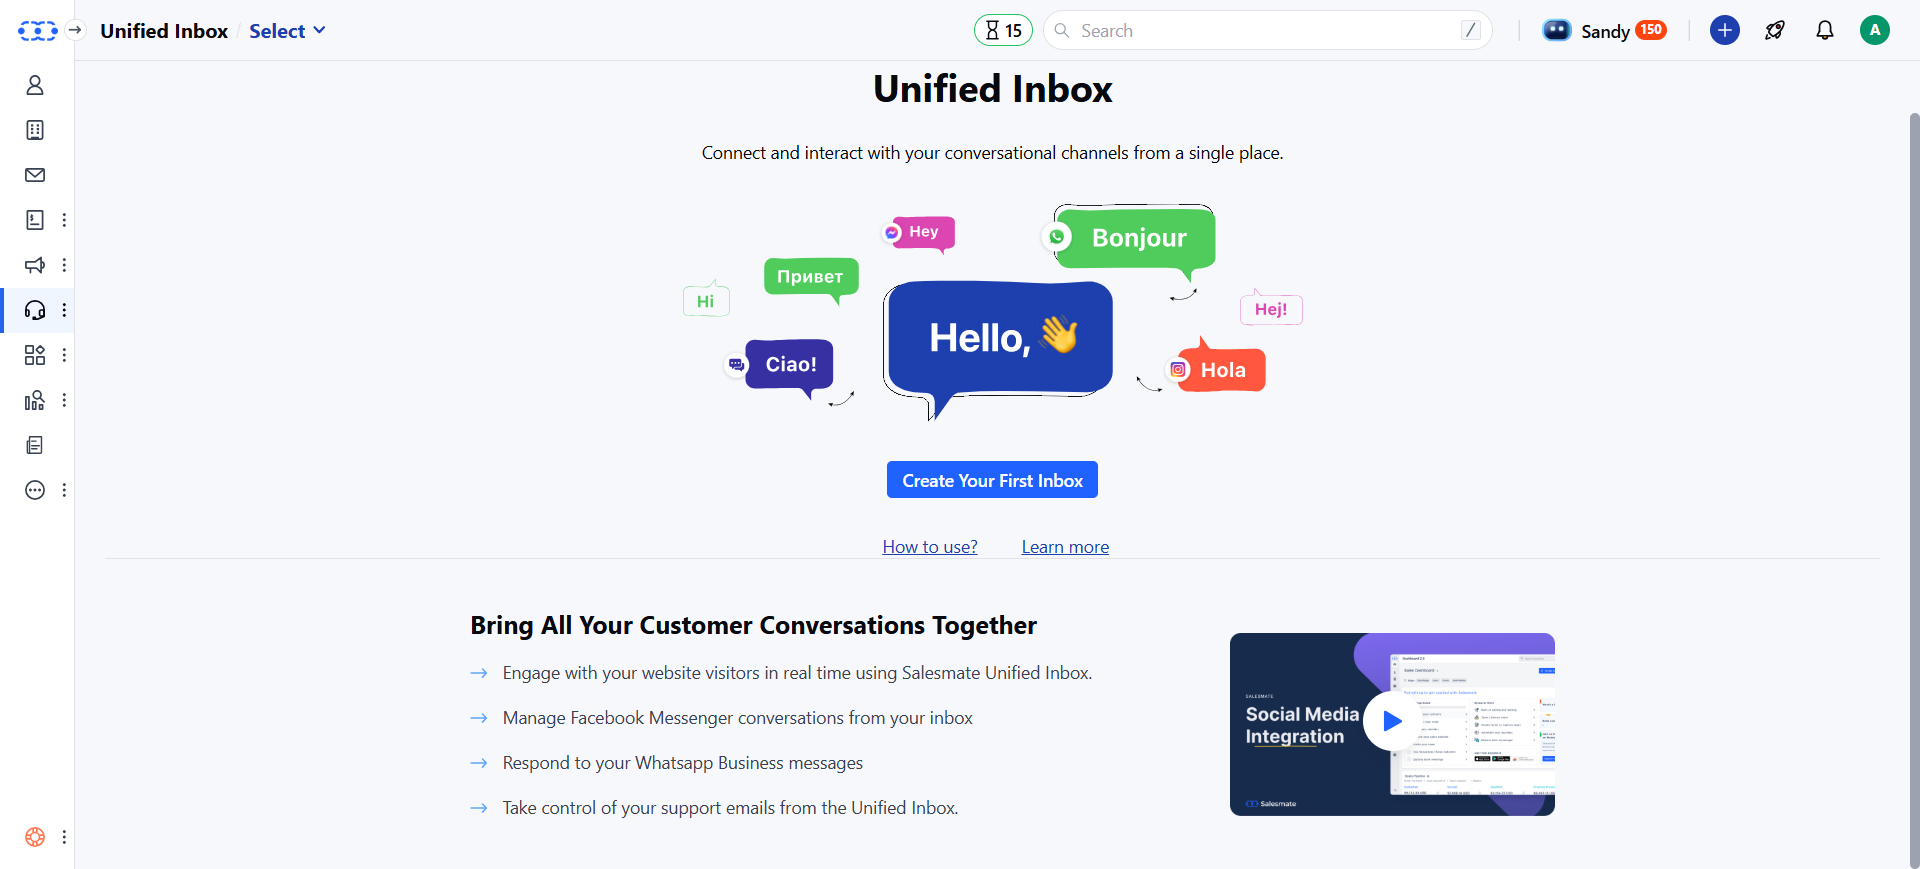 Unified Inbox / Select
15
Search
/
Sandy 150
A
Unified Inbox
Connect and interact with your conversational channels from a single place.
Hey
Bonjour
Привет
Hi
Hej!
Hello, 👋
Ciao!
Hola
Create Your First Inbox
How to use?
Learn more
Bring All Your Customer Conversations Together
Engage with your website visitors in real time using Salesmate Unified Inbox.
Manage Facebook Messenger conversations from your inbox
Respond to your Whatsapp Business messages
Take control of your support emails from the Unified Inbox.
SALESMATE
Social Media
Integration
Salesmate